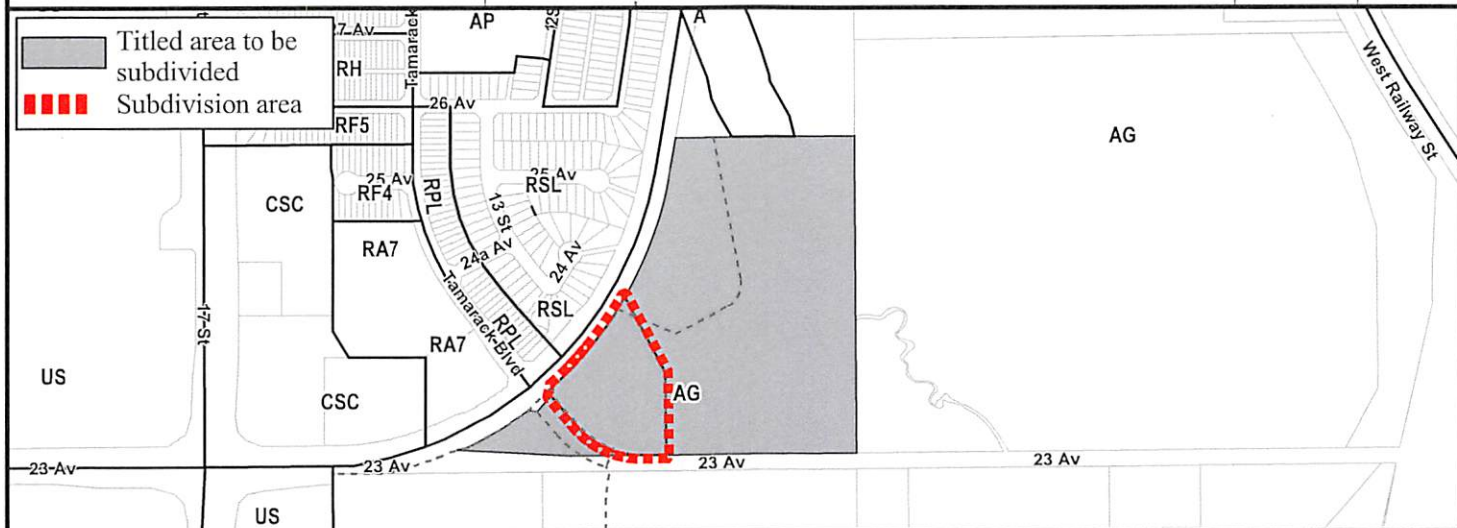 Titled area to be
subdivided
Subdivision area
27 Av
RH
Tamarack
AP
A
26 Av
RF5
25 Av
RF4
RPL
25 Av
RSL
13 St
24a Av
24 Av
CSC
RA7
Tamarack-Blvd
RPL
RSL
RA7
17-St
US
CSC
AG
AG
West Railway St
23 Av
23 Av
23 Av
23 Av
US